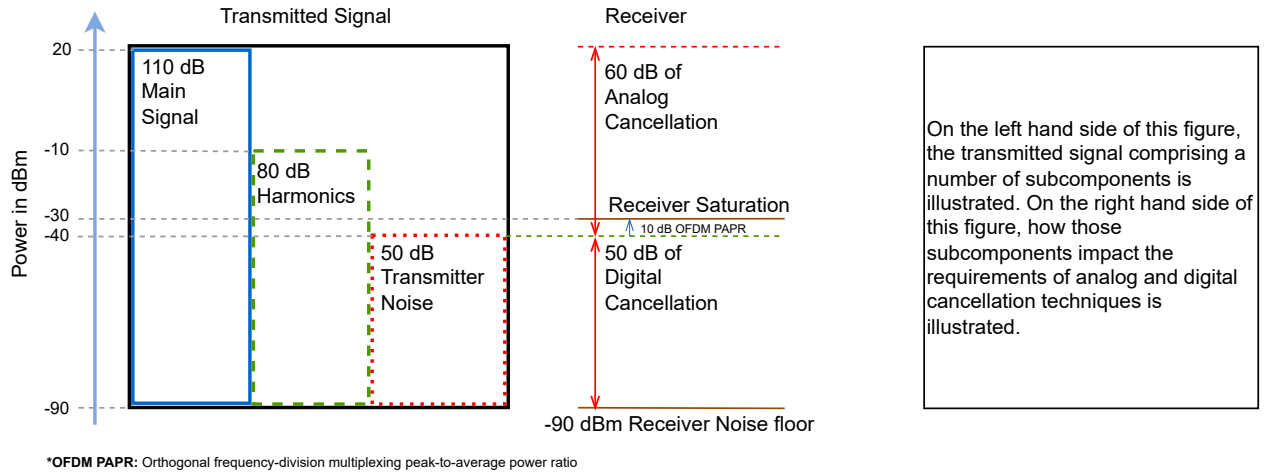 Transmitted Signal
Receiver
Power in dBm
20
-10
-30
-40
-90
110 dB
Main
Signal
80 dB
Harmonics
50 dB
Transmitter
Noise
60 dB of
Analog
Cancellation
Receiver Saturation
10 dB OFDM PAPR
50 dB of
Digital
Cancellation
-90 dBm Receiver Noise floor
On the left hand side of this figure,
the transmitted signal comprising a
number of subcomponents is
illustrated. On the right hand side of
this figure, how those
subcomponents impact the
requirements of analog and digital
cancellation techniques is
illustrated.
*OFDM PAPR: Orthogonal frequency-division multiplexing peak-to-average power ratio